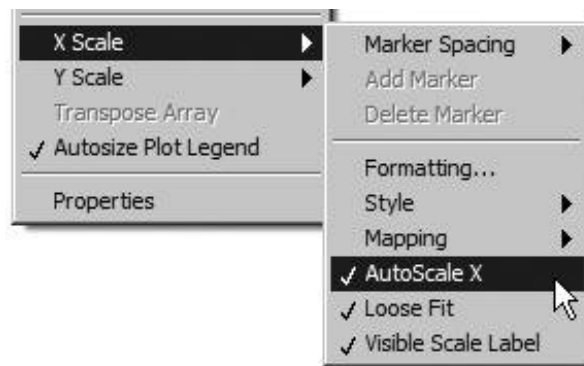 X Scale
Y Scale
Transpose Array
Autosize Plot Legend
Properties
Marker Spacing
Add Marker
Delete Marker
Formatting...
Style
Mapping
AutoScale X
Loose Fit
Visible Scale Label